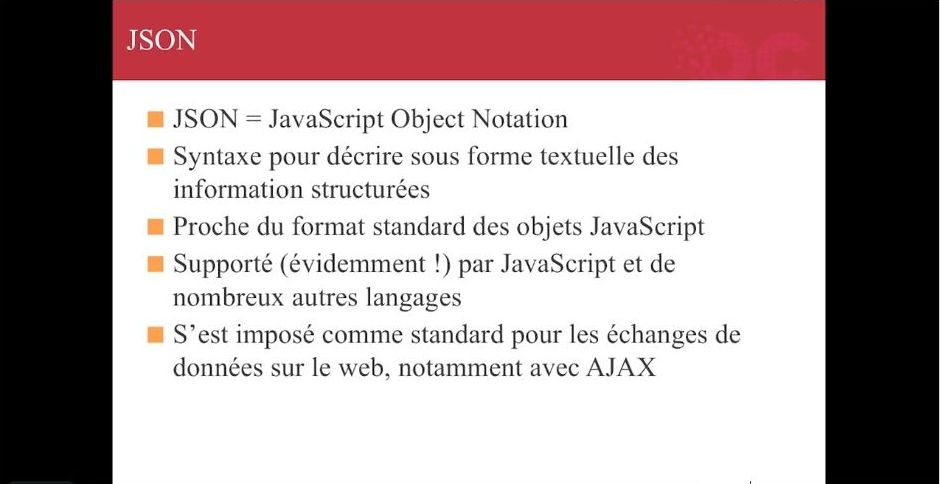 JSON
JSON = JavaScript Object Notation
Syntaxe pour décrire sous forme textuelle des
information structurées
Proche du format standard des objets JavaScript
Supporté (évidemment !) par JavaScript et de
nombreux autres langages
S’est imposé comme standard pour les échanges de
données sur le web, notamment avec AJAX